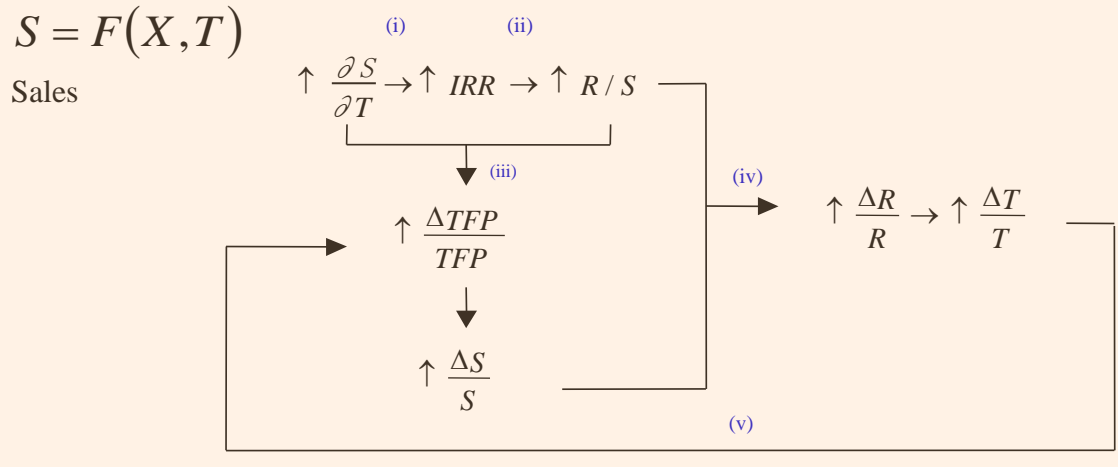 S = F(X,T)
Sales
(i) (ii)
↑ ∂S/∂T → ↑ IRR → ↑ R / S
(iii)
(iv)
↑ ΔTFP/TFP
↑ ΔR/R → ↑ ΔT/T
↑ ΔS/S
(v)